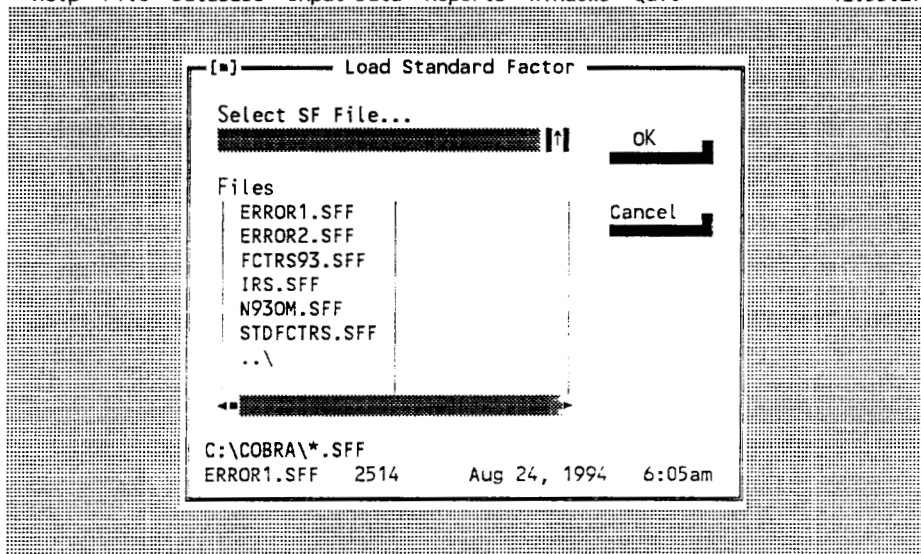 Load Standard Factor
Select SF File...
OK
Files
ERROR1.SFF
Cancel
ERROR2.SFF
FCTRS93.SFF
IRS.SFF
N93OM.SFF
STDFCTRS.SFF
..\
C:\COBRA\*.SFF
ERROR1.SFF 2514 Aug 24, 1994 6:05am